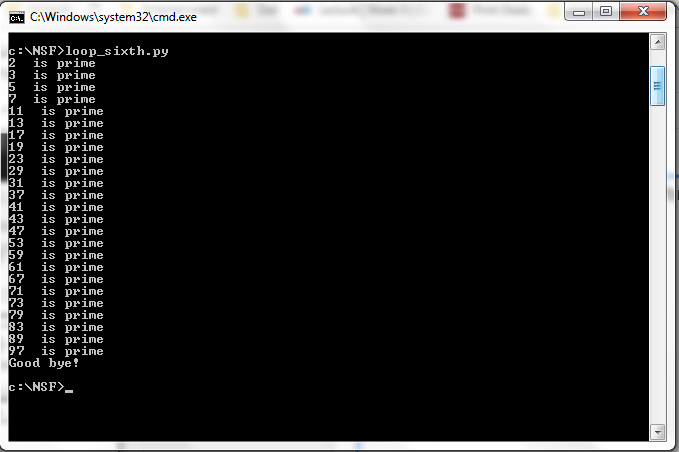 C:\Windows\system32\cmd.exe
c:\NSF>loop_sixth.py
2  is prime
3  is prime
5  is prime
7  is prime
11  is prime
13  is prime
17  is prime
19  is prime
23  is prime
29  is prime
31  is prime
37  is prime
41  is prime
43  is prime
47  is prime
53  is prime
59  is prime
61  is prime
67  is prime
71  is prime
73  is prime
79  is prime
83  is prime
89  is prime
97  is prime
Good bye!
c:\NSF>_